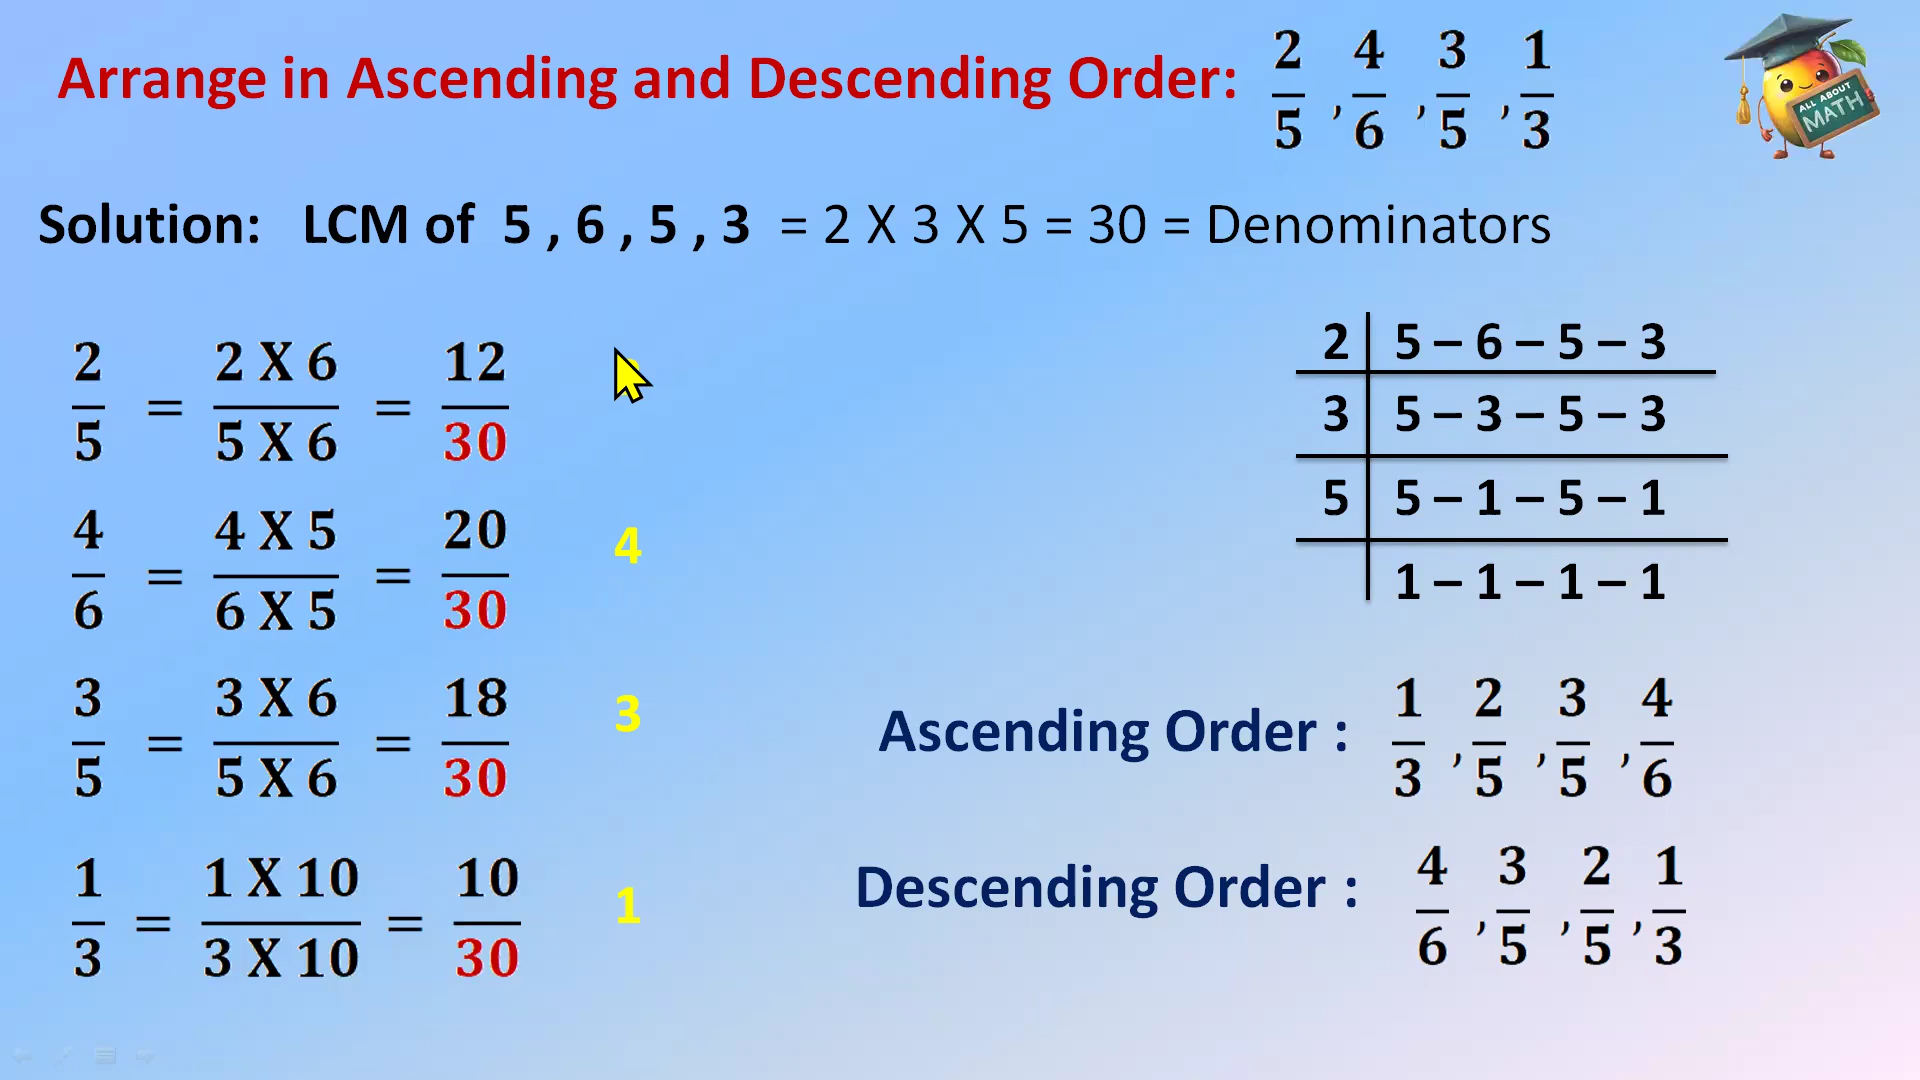 Arrange in Ascending and Descending Order: 2/5 , 4/6 , 3/5 , 1/3
ALL ABOUT
MATH
Solution: LCM of 5 , 6 , 5 , 3 = 2 X 3 X 5 = 30 = Denominators
2/5 = 2 X 6/5 X 6 = 12/30
4/6 = 4 X 5/6 X 5 = 20/30 4
3/5 = 3 X 6/5 X 6 = 18/30 3
1/3 = 1 X 10/3 X 10 = 10/30 1
2 | 5 – 6 – 5 – 3
3 | 5 – 3 – 5 – 3
5 | 5 – 1 – 5 – 1
1 – 1 – 1 – 1
Ascending Order : 1/3 , 2/5 , 3/5 , 4/6
Descending Order : 4/6 , 3/5 , 2/5 , 1/3